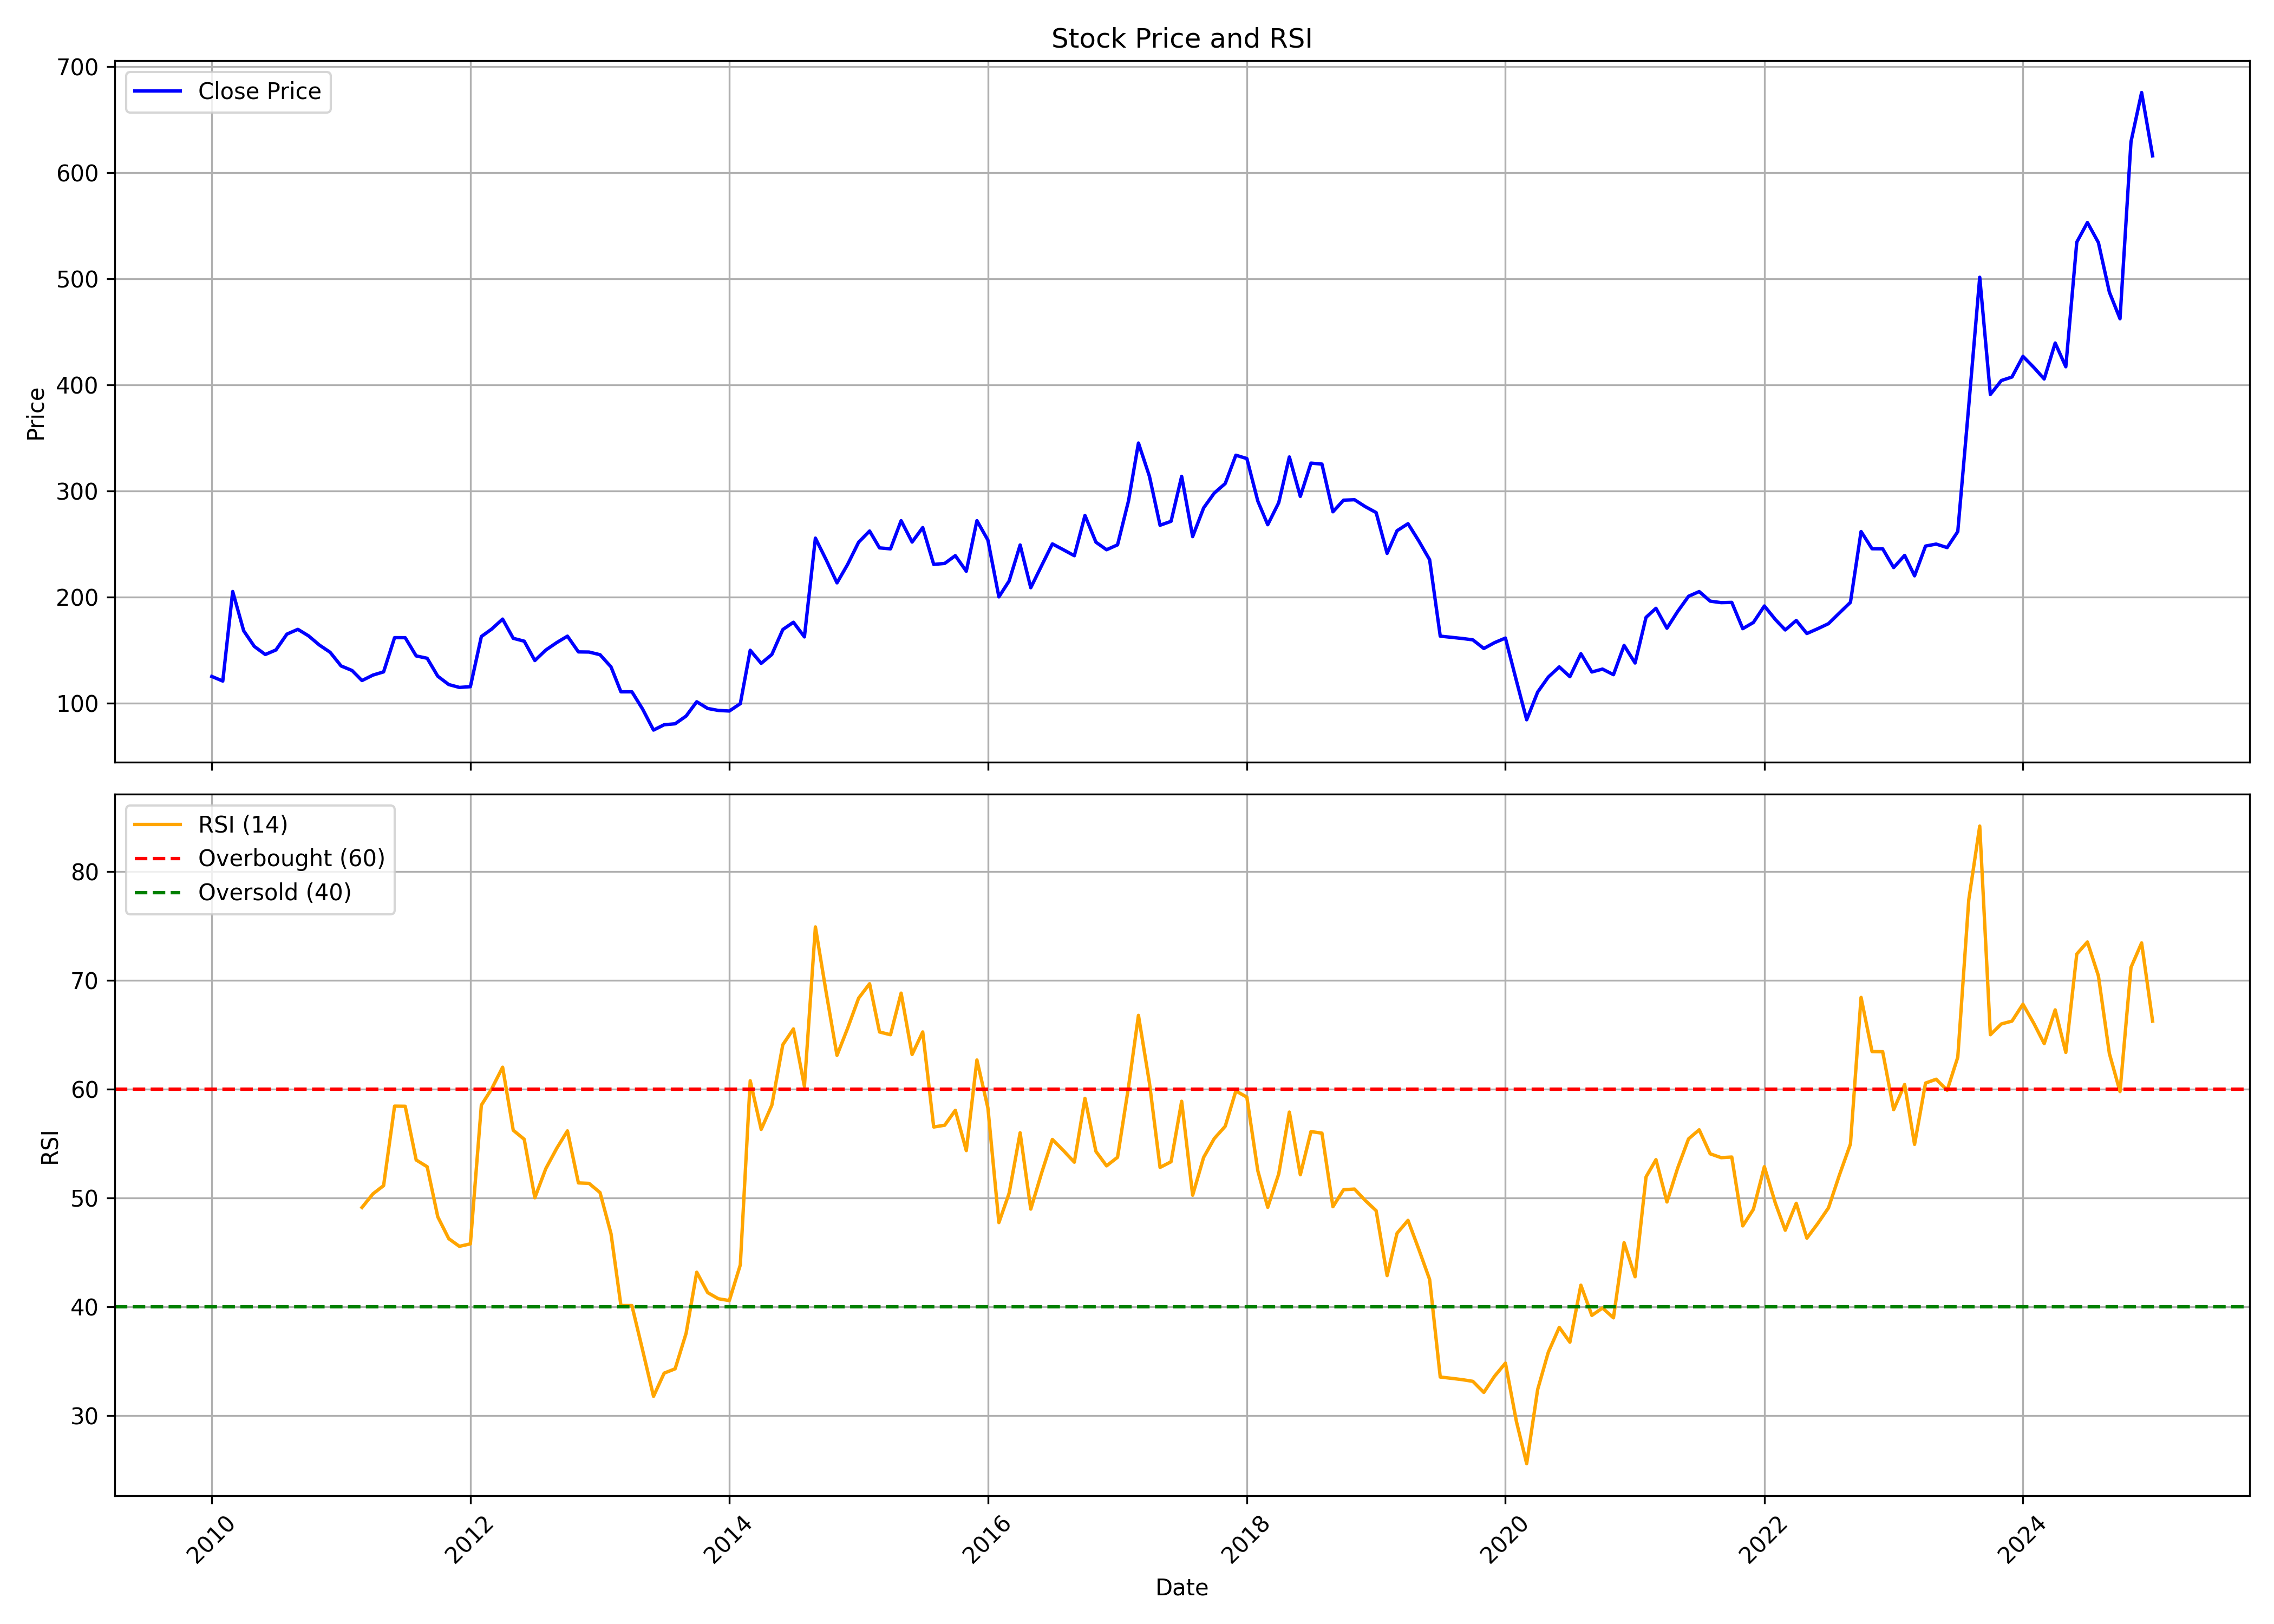 Stock Price and RSI
700
600
500
400
300
200
100
Price
Close Price
80
70
60
50
40
30
RSI
RSI (14)
Overbought (60)
Oversold (40)
2010
2012
2014
2016
2018
2020
2022
2024
Date